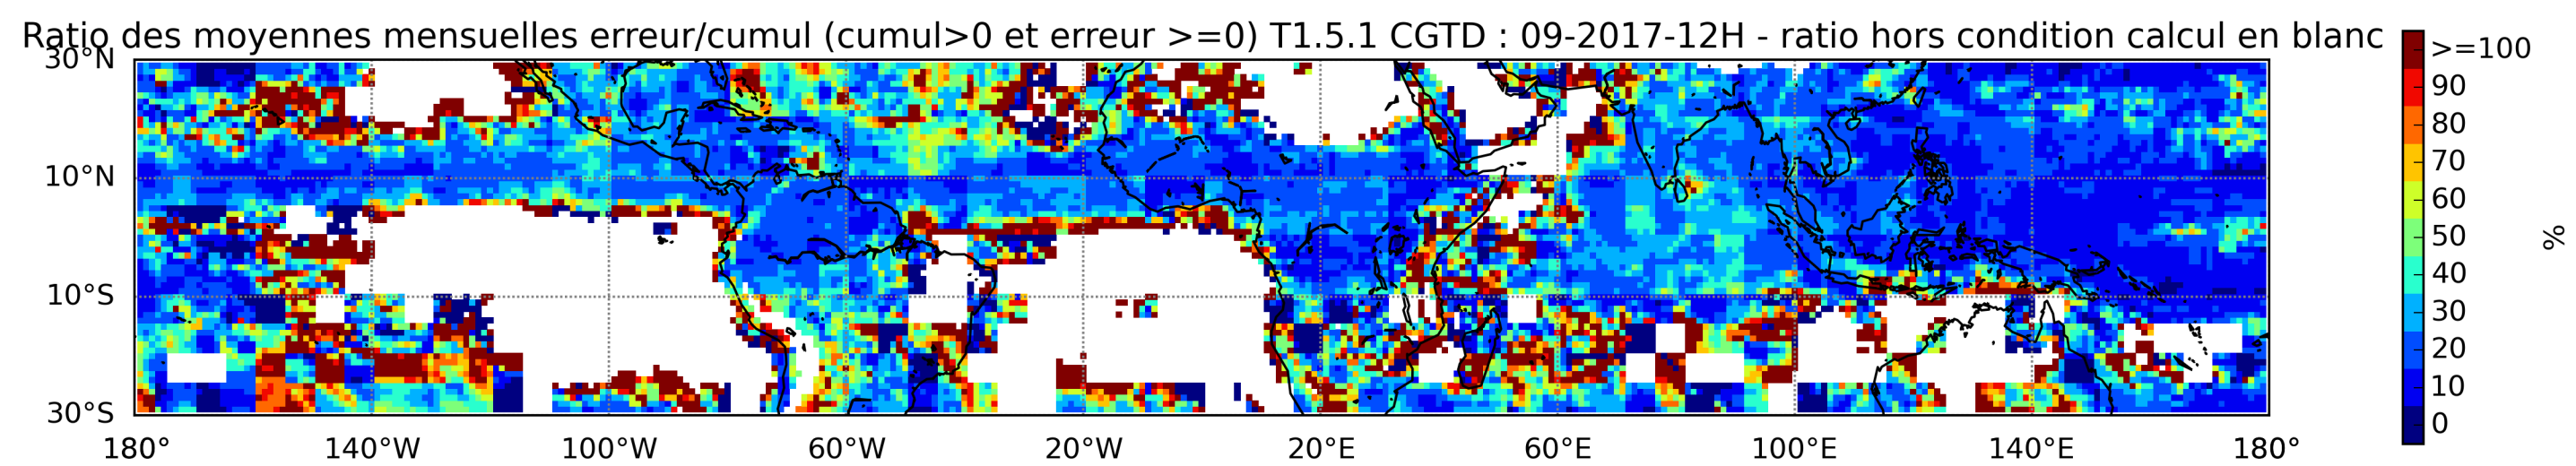 Ratio des moyennes mensuelles erreur/cumul (cumul>0 et erreur >=0) T1.5.1 CGTD : 09-2017-12H - ratio hors condition calcul en blanc
30°N
10°N
10°S
30°S
180°
140°W
100°W
60°W
20°W
20°E
60°E
100°E
140°E
180°
>=100
90
80
70
60
50
40
30
20
10
0
%